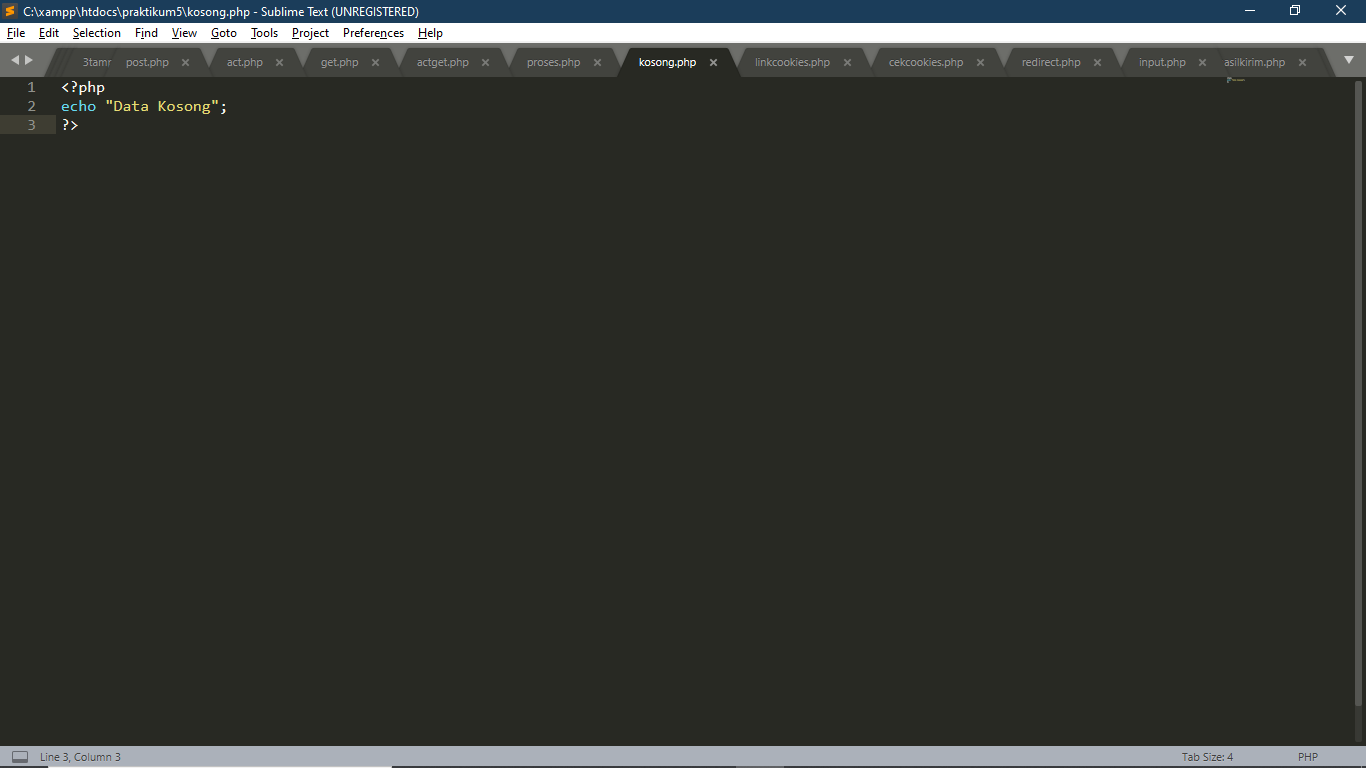 C:\xampp\htdocs\praktikum5\kosong.php - Sublime Text (UNREGISTERED)
File Edit Selection Find View Goto Tools Project Preferences Help
3tam post.php act.php get.php actget.php proses.php kosong.php linkcookies.php cekcookies.php redirect.php input.php asilkirim.php
1 <?php
2 echo "Data Kosong";
3 ?>
Line 3, Column 3 Tab Size: 4 PHP